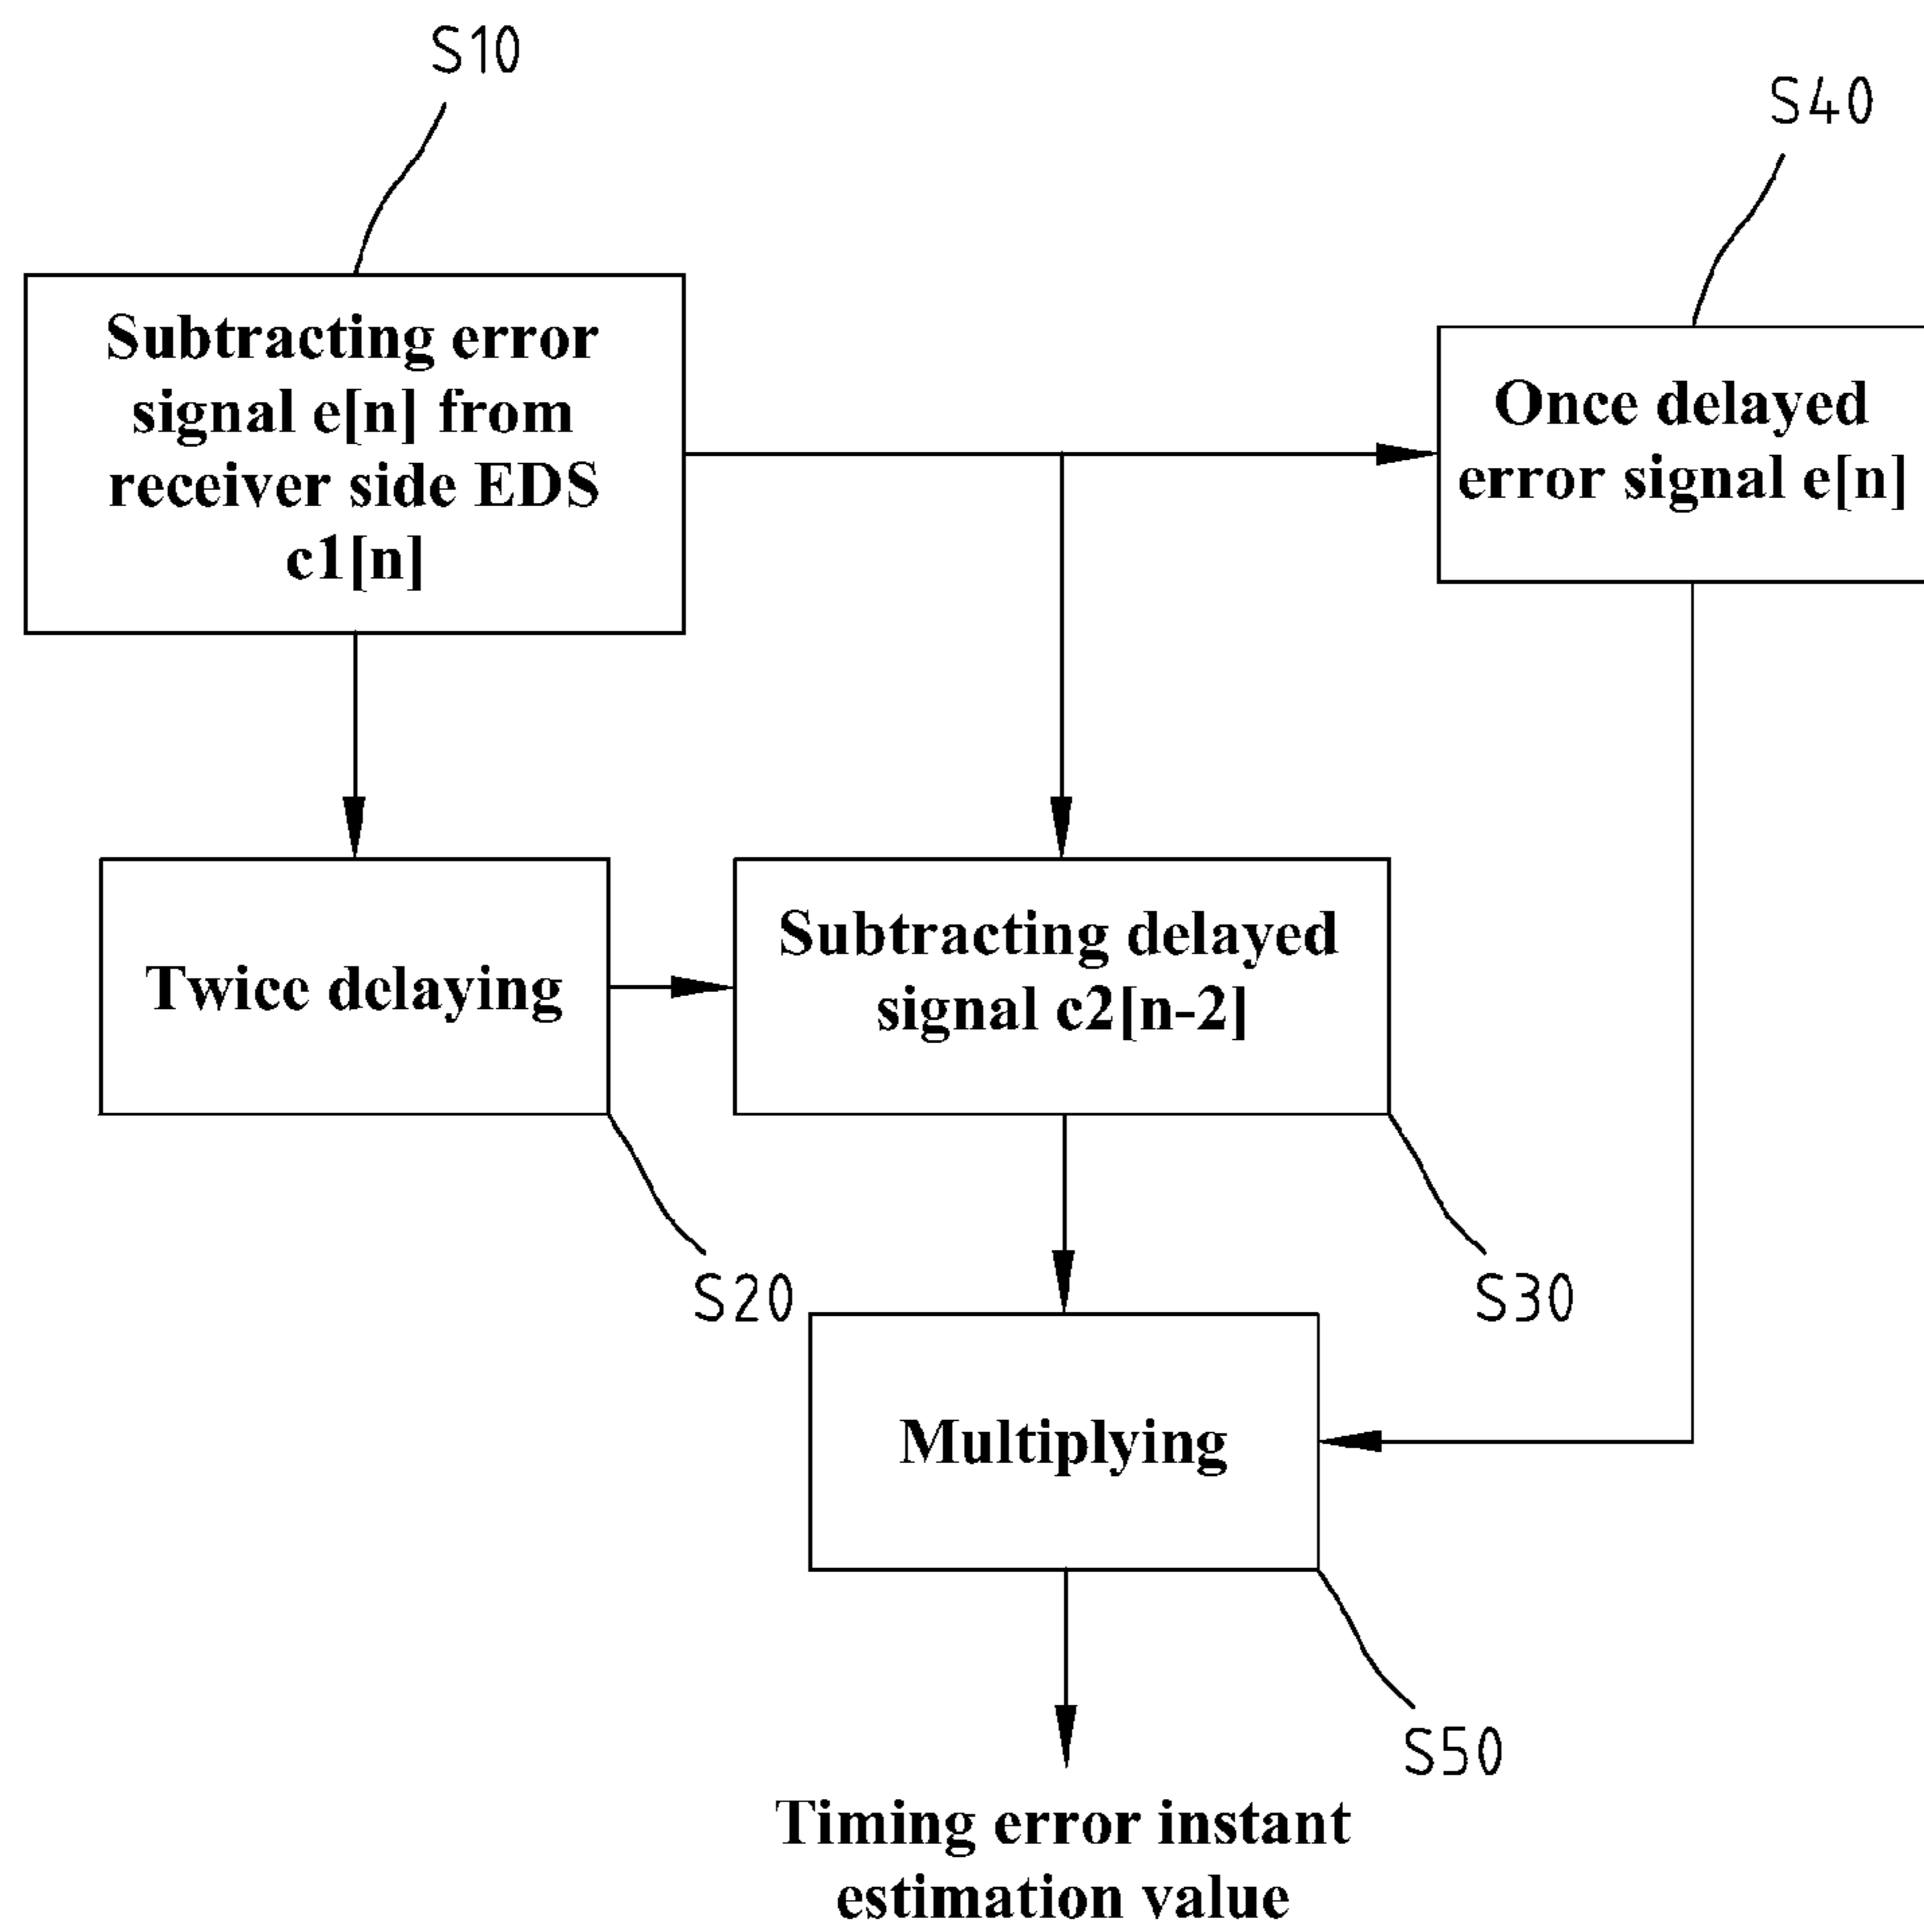 S10
S40
Subtracting error
signal e[n] from
receiver side EDS
c1[n]
Once delayed
error signal e[n]
Twice delaying
Subtracting delayed
signal c2[n-2]
S20
S30
Multiplying
S50
Timing error instant
estimation value